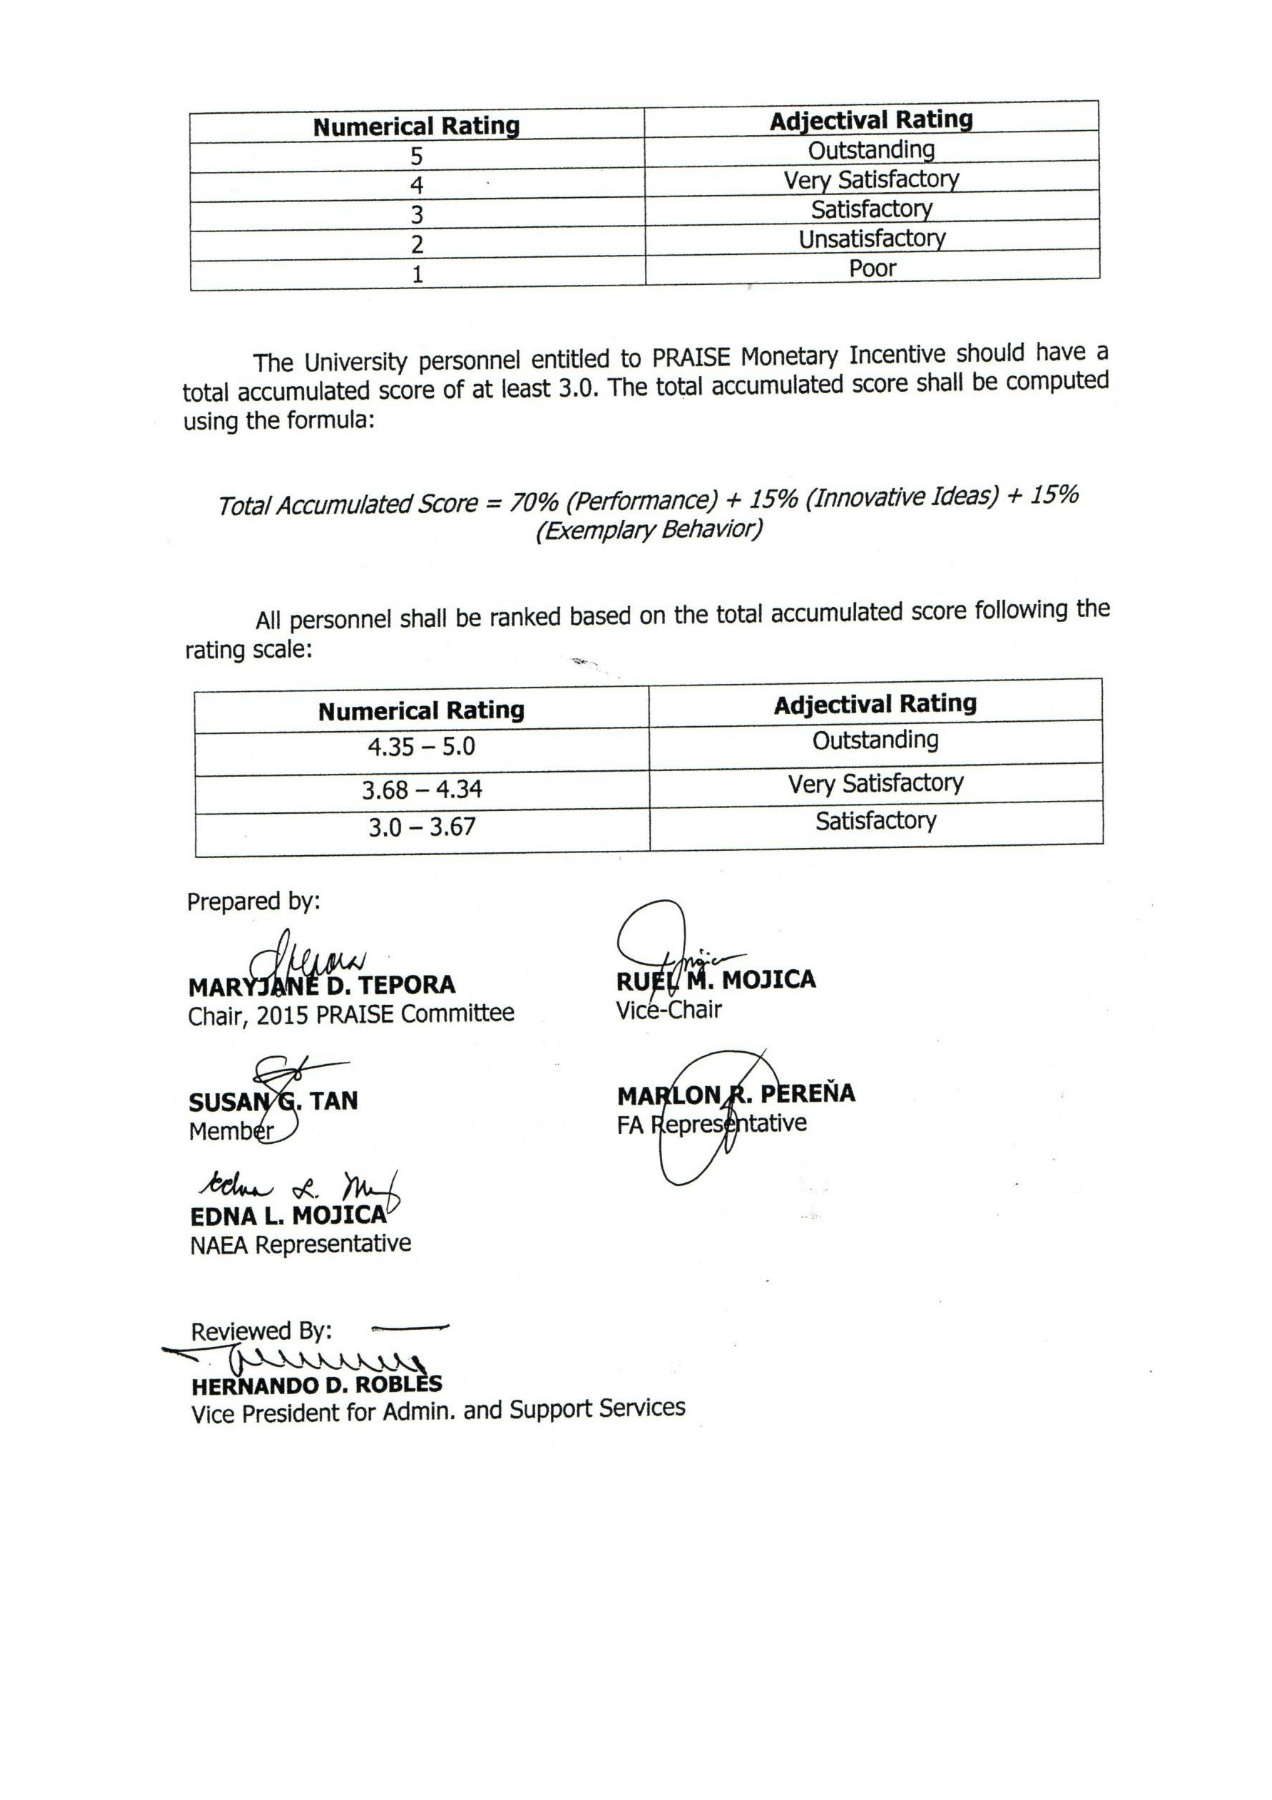 Numerical Rating Adjectival Rating
5 Outstanding
4 Very Satisfactory
3 Satisfactory
2 Unsatisfactory
1 Poor
The University personnel entitled to PRAISE Monetary Incentive should have a
total accumulated score of at least 3.0. The total accumulated score shall be computed
using the formula:
Total Accumulated Score = 70% (Performance) + 15% (Innovative Ideas) + 15%
(Exemplary Behavior)
All personnel shall be ranked based on the total accumulated score following the
rating scale:
Numerical Rating Adjectival Rating
4.35 – 5.0 Outstanding
3.68 – 4.34 Very Satisfactory
3.0 – 3.67 Satisfactory
Prepared by:
MARYJANE D. TEPORA RUEL M. MOJICA
Chair, 2015 PRAISE Committee Vice-Chair
SUSAN G. TAN MARLON R. PEREŇA
Member FA Representative
EDNA L. MOJICA
NAEA Representative
Reviewed By:
HERNANDO D. ROBLES
Vice President for Admin. and Support Services